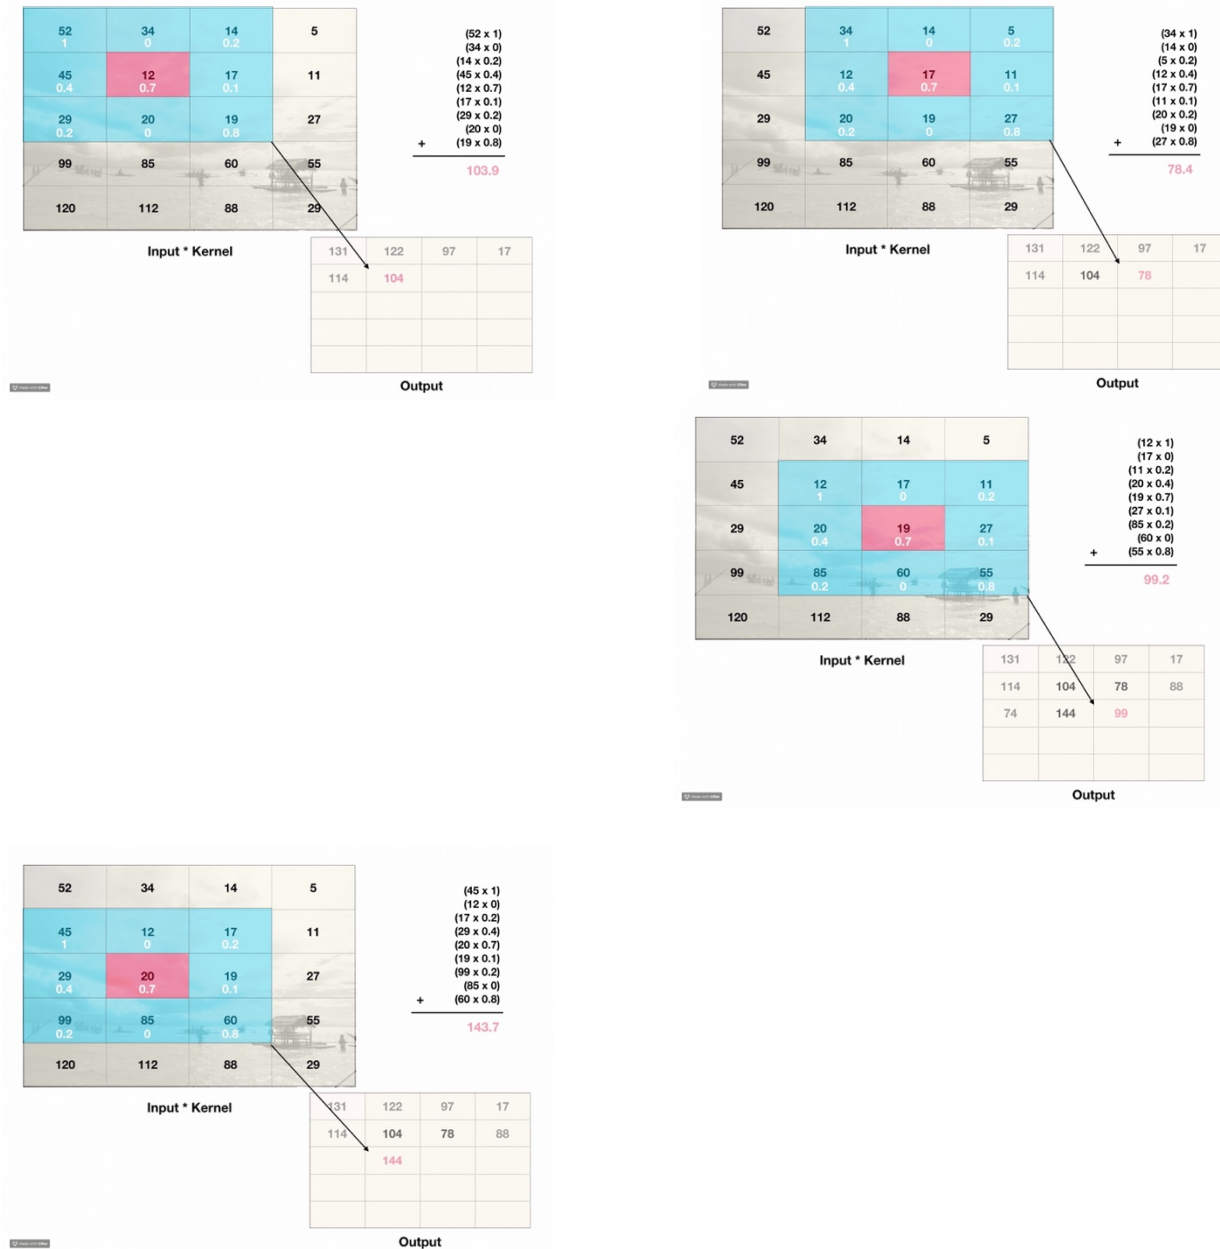 52 34 14 5
1 0 0.2
45 12 17 11
0.4 0.7 0.1
29 20 19 27
0.2 0 0.8
99 85 60 55
120 112 88 29
Input * Kernel
(52 x 1)
(34 x 0)
(14 x 0.2)
(45 x 0.4)
(12 x 0.7)
(17 x 0.1)
(29 x 0.2)
(20 x 0)
+ (19 x 0.8)
103.9
131 122 97 17
114 104
Output
52 34 14 5
1 0 0.2
45 12 17 11
0.4 0.7 0.1
29 20 19 27
0.2 0 0.8
99 85 60 55
120 112 88 29
Input * Kernel
(34 x 1)
(14 x 0)
(5 x 0.2)
(12 x 0.4)
(17 x 0.7)
(11 x 0.1)
(20 x 0.2)
(19 x 0)
+ (27 x 0.8)
78.4
131 122 97 17
114 104 78
Output
52 34 14 5
45 12 17 11
1 0 0.2
29 20 19 27
0.4 0.7 0.1
99 85 60 55
0.2 0 0.8
120 112 88 29
Input * Kernel
(12 x 1)
(17 x 0)
(11 x 0.2)
(20 x 0.4)
(19 x 0.7)
(27 x 0.1)
(85 x 0.2)
(60 x 0)
+ (55 x 0.8)
99.2
131 122 97 17
114 104 78 88
74 144 99
Output
52 34 14 5
45 12 17 11
1 0 0.2
29 20 19 27
0.4 0.7 0.1
99 85 60 55
0.2 0 0.8
120 112 88 29
Input * Kernel
(45 x 1)
(12 x 0)
(17 x 0.2)
(29 x 0.4)
(20 x 0.7)
(19 x 0.1)
(99 x 0.2)
(85 x 0)
+ (60 x 0.8)
143.7
131 122 97 17
114 104 78 88
144
Output